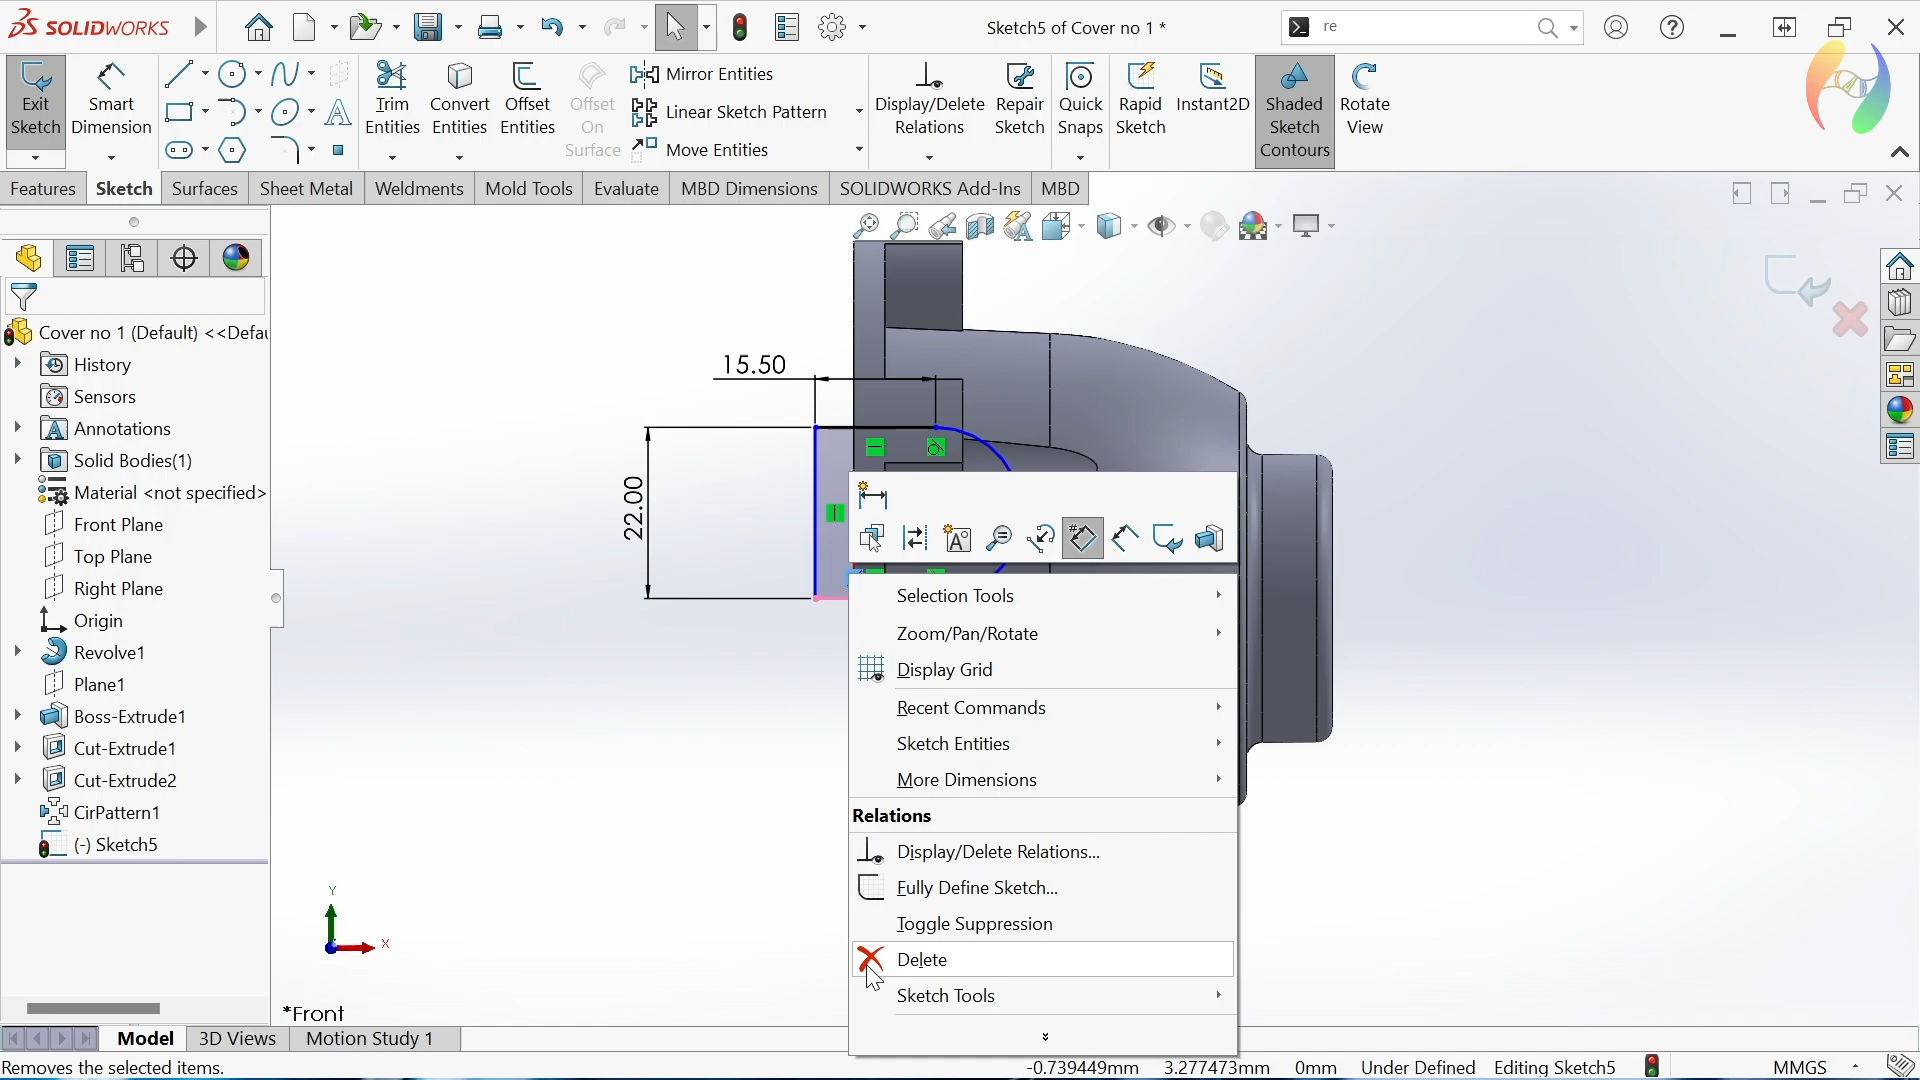 SOLIDWORKS
Sketch5 of Cover no 1 *
re
Exit Sketch
Smart Dimension
Trim Entities
Convert Entities
Offset Entities
Offset On Surface
Mirror Entities
Linear Sketch Pattern
Move Entities
Display/Delete Relations
Repair Sketch
Quick Snaps
Rapid Sketch
Instant2D
Shaded Sketch Contours
Rotate View
Features
Sketch
Surfaces
Sheet Metal
Weldments
Mold Tools
Evaluate
MBD Dimensions
SOLIDWORKS Add-Ins
MBD
Cover no 1 (Default) <<Defau
History
Sensors
Annotations
Solid Bodies(1)
Material <not specified>
Front Plane
Top Plane
Right Plane
Origin
Revolve1
Plane1
Boss-Extrude1
Cut-Extrude1
Cut-Extrude2
CirPattern1
(-) Sketch5
15.50
22.00
Selection Tools
Zoom/Pan/Rotate
Display Grid
Recent Commands
Sketch Entities
More Dimensions
Relations
Display/Delete Relations...
Fully Define Sketch...
Toggle Suppression
Delete
Sketch Tools
Y
X
*Front
Model
3D Views
Motion Study 1
Removes the selected items.
-0.739449mm
3.277473mm
0mm
Under Defined
Editing Sketch5
MMGS